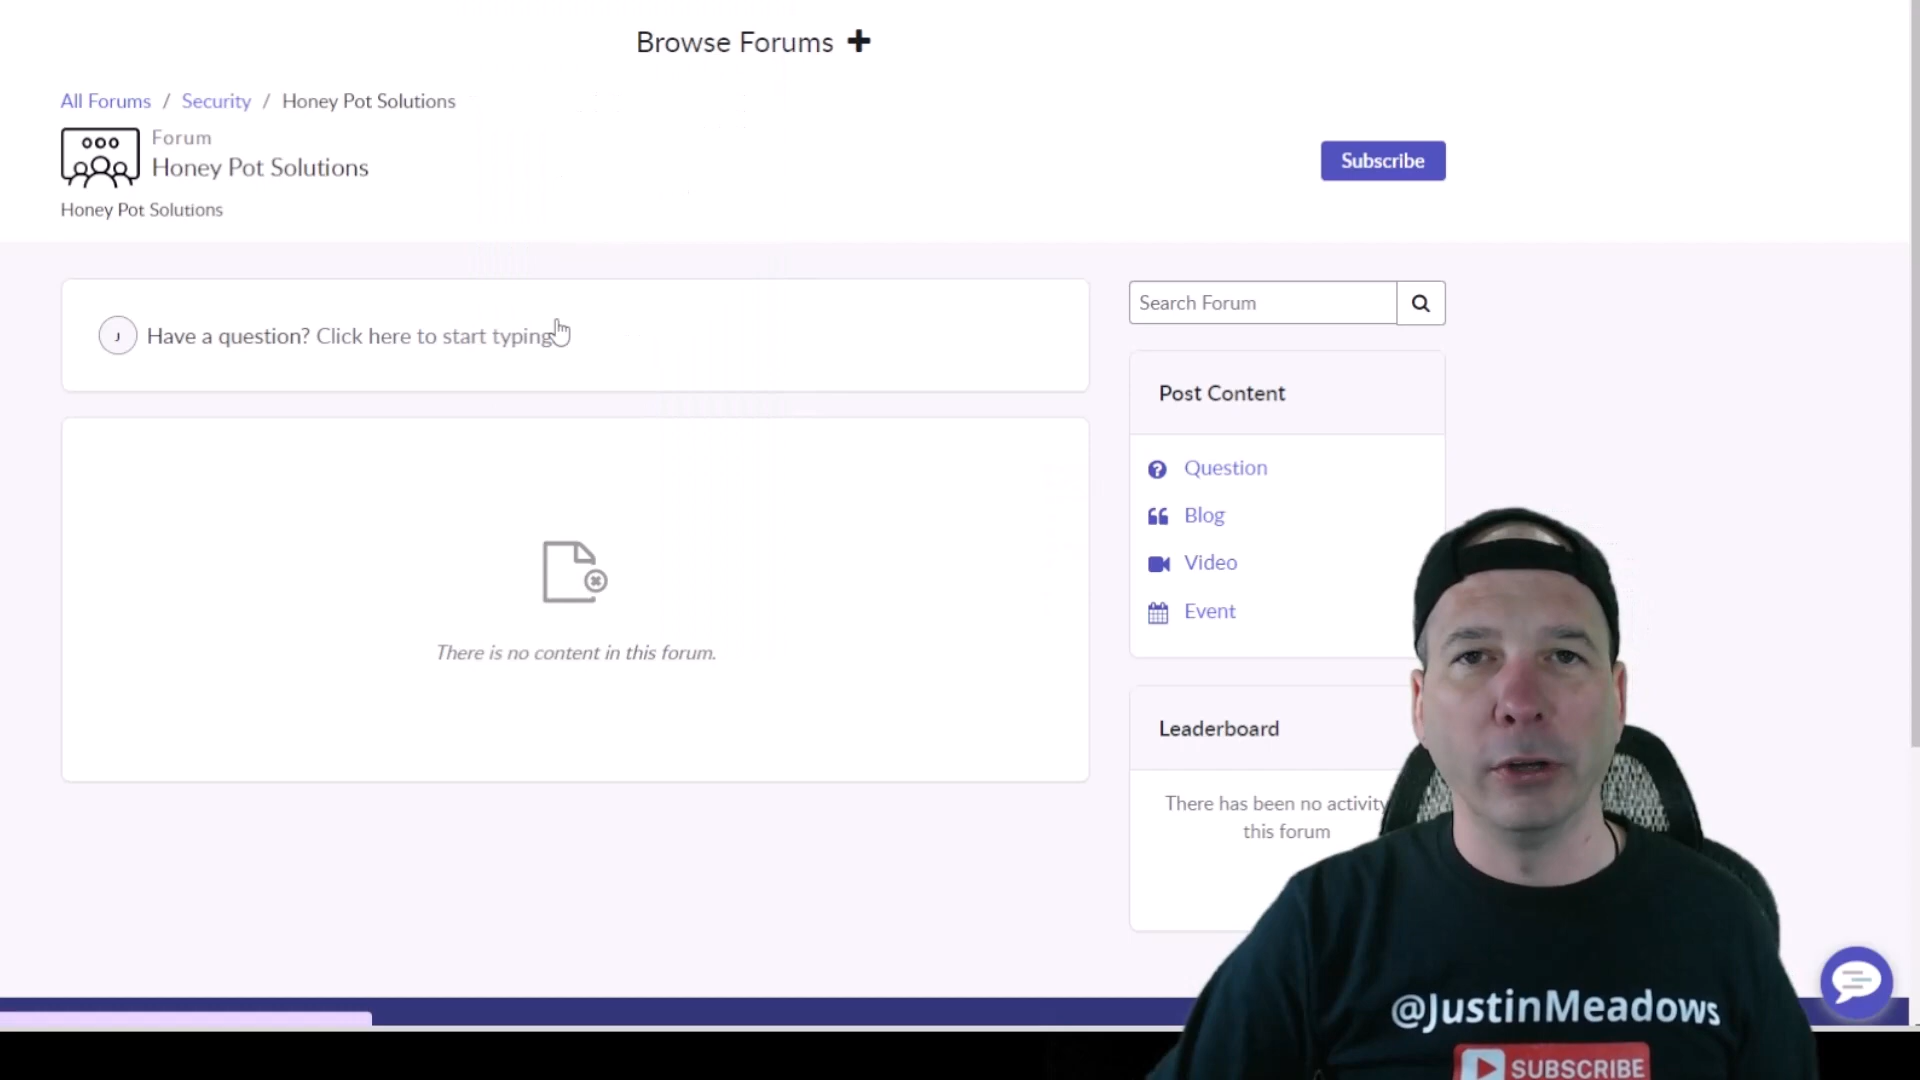 Browse Forums
All Forums / Security / Honey Pot Solutions
Forum
Honey Pot Solutions
Subscribe
Honey Pot Solutions
J Have a question? Click here to start typing
Search Forum
Post Content
Question
Blog
Video
Event
There is no content in this forum.
Leaderboard
There has been no activity
this forum
@JustinMeadows
SUBSCRIBE